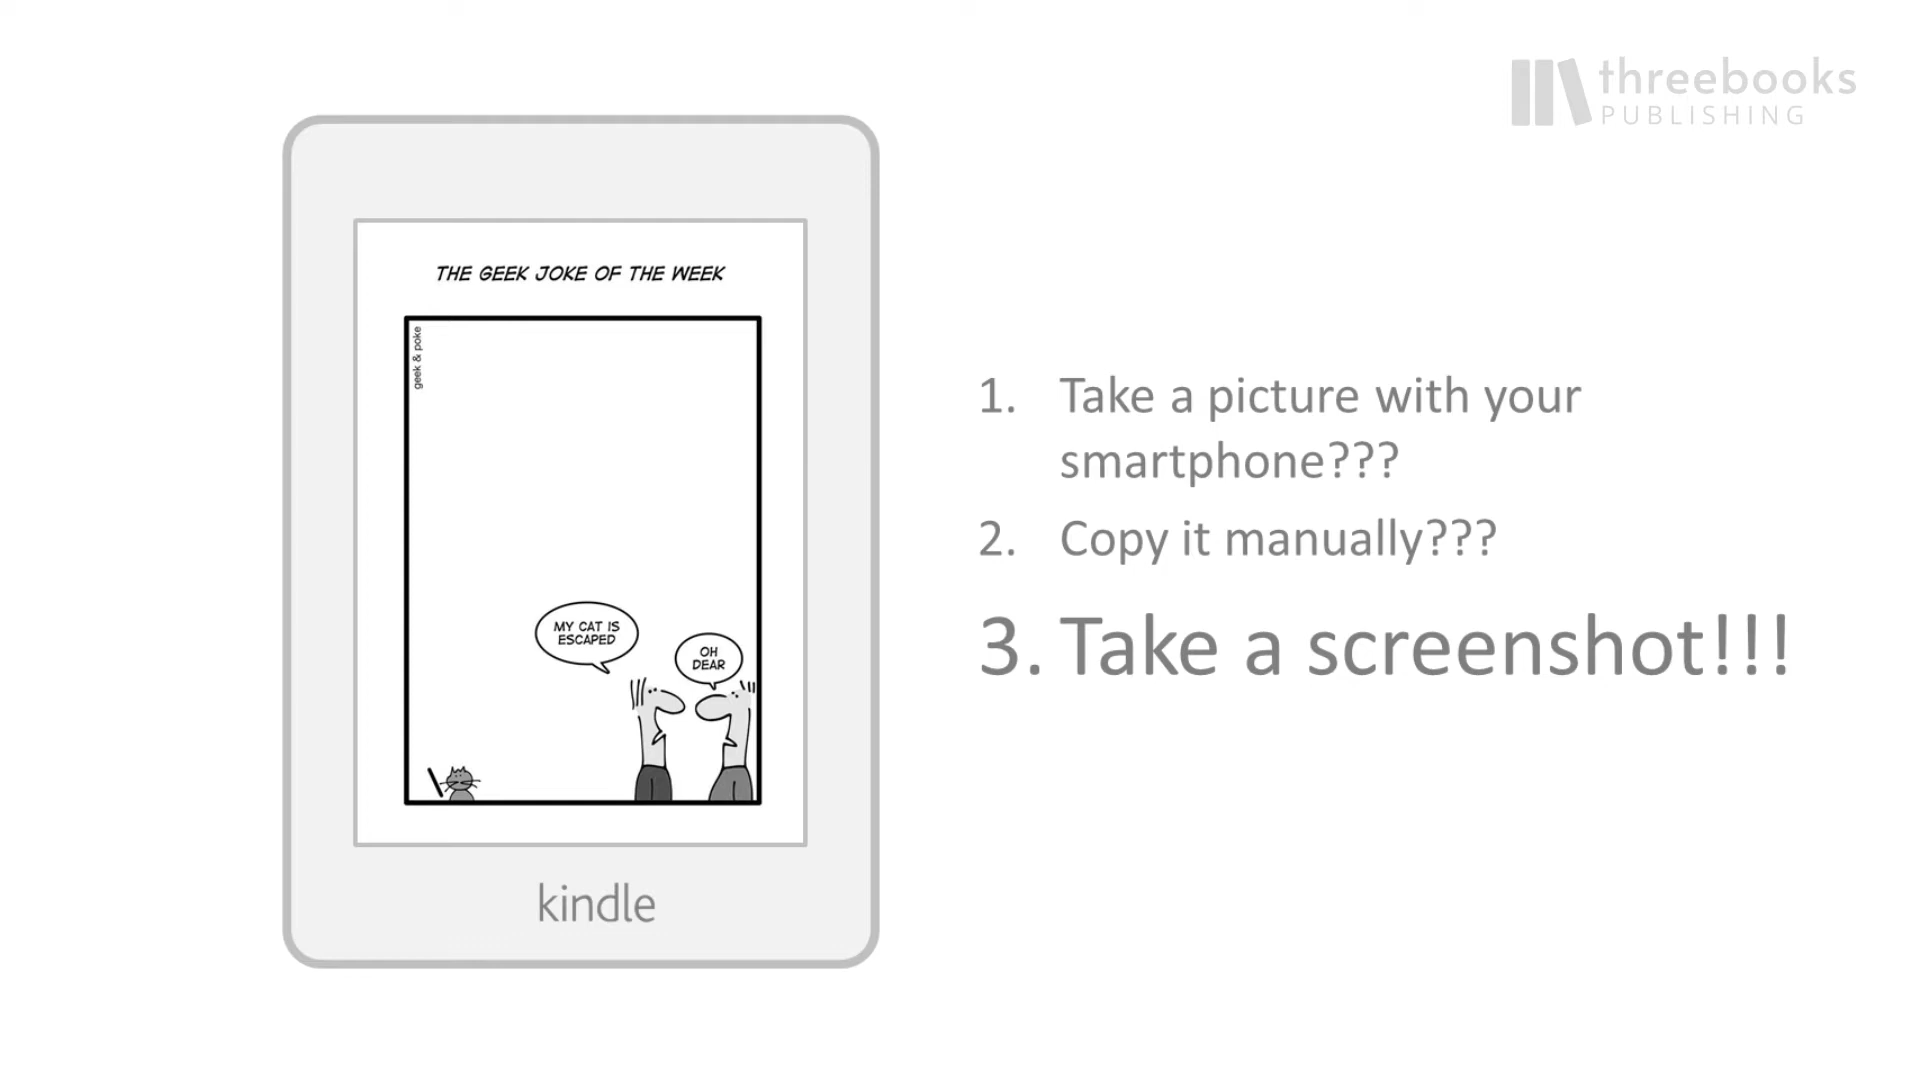 threebooks
PUBLISHING
THE GEEK JOKE OF THE WEEK
geek & poke
MY CAT IS
ESCAPED
OH
DEAR
kindle
1. Take a picture with your
smartphone???
2. Copy it manually???
3. Take a screenshot!!!